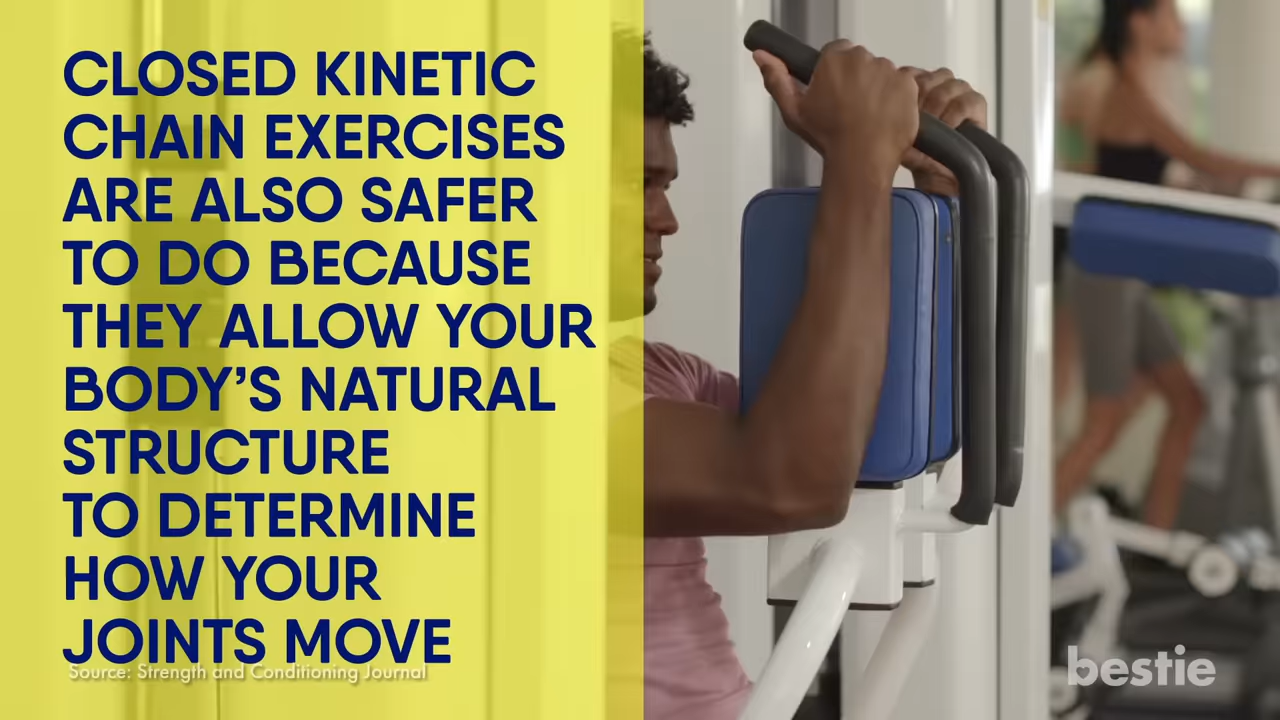 CLOSED KINETIC
CHAIN EXERCISES
ARE ALSO SAFER
TO DO BECAUSE
THEY ALLOW YOUR
BODY’S NATURAL
STRUCTURE
TO DETERMINE
HOW YOUR
JOINTS MOVE
Source: Strength and Conditioning Journal
bestie